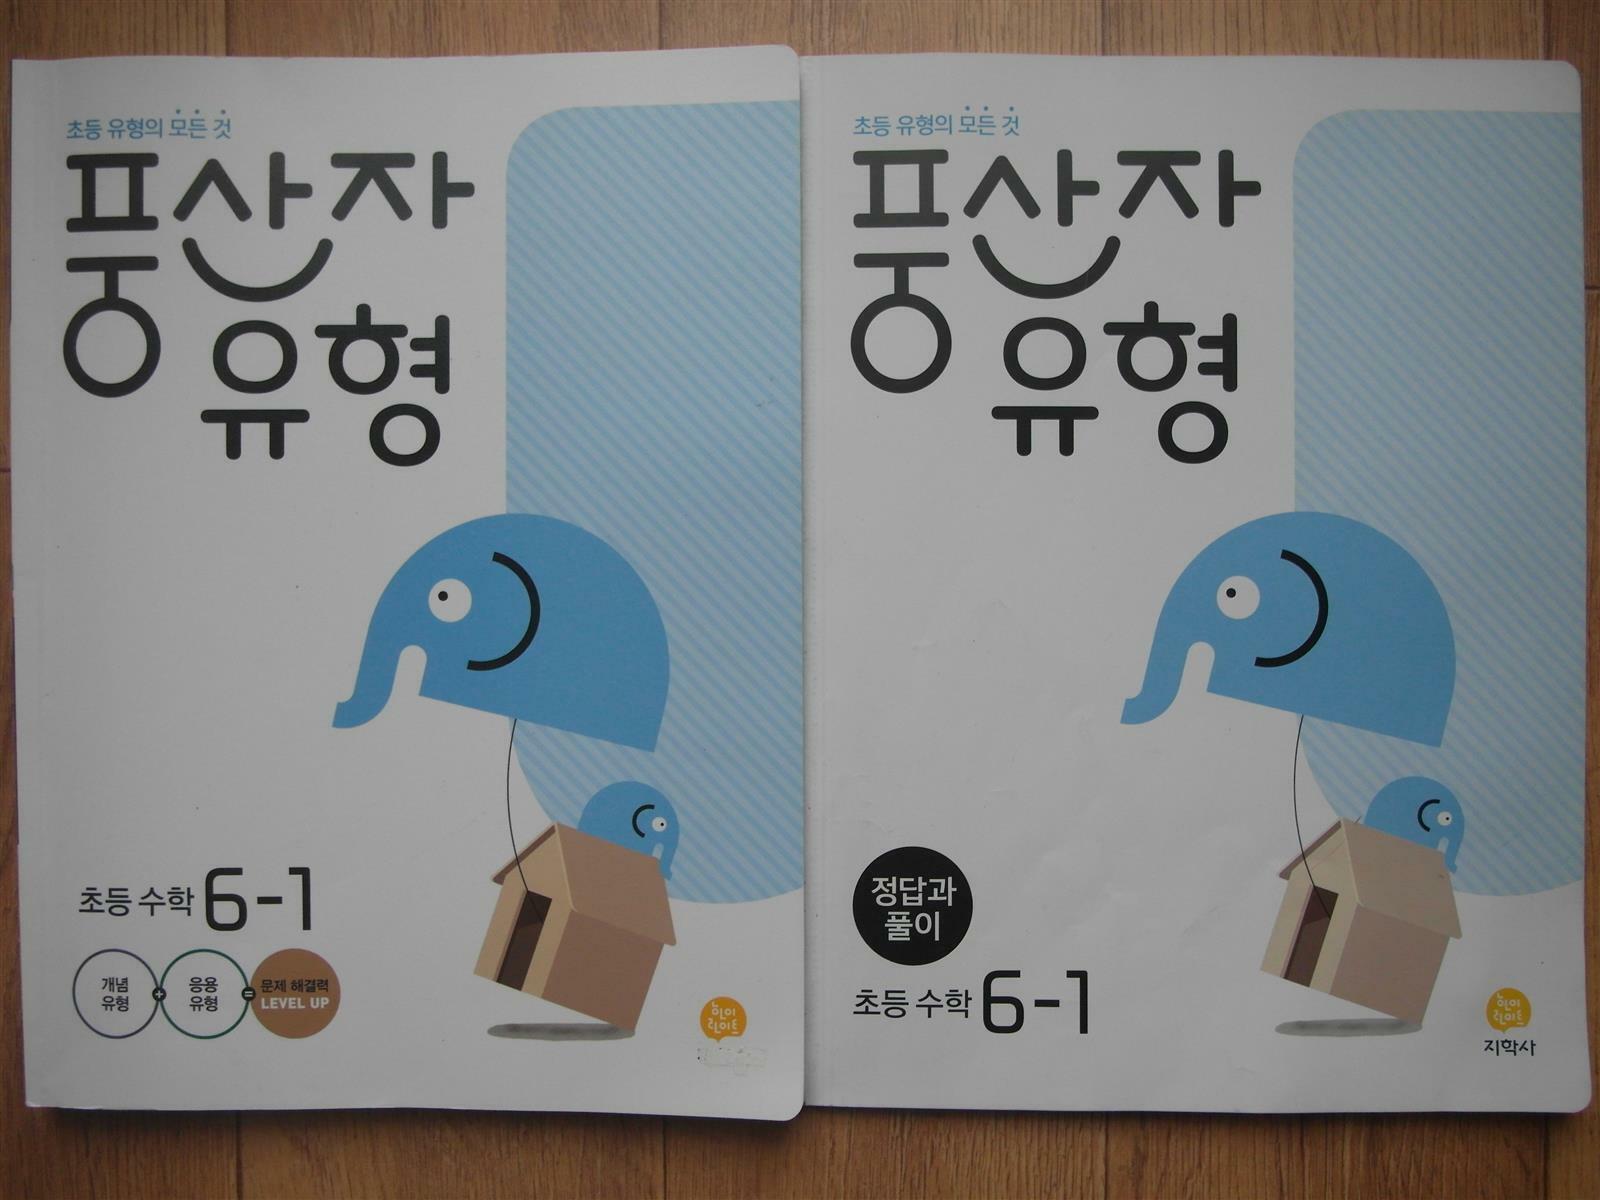 초등 유형의 모든 것
풍산자
유형
초등 수학 6-1
개념
유형
+
응용
유형
=
문제 해결력
LEVEL UP
초등 유형의 모든 것
풍산자
유형
정답과
풀이
초등 수학 6-1
지학사